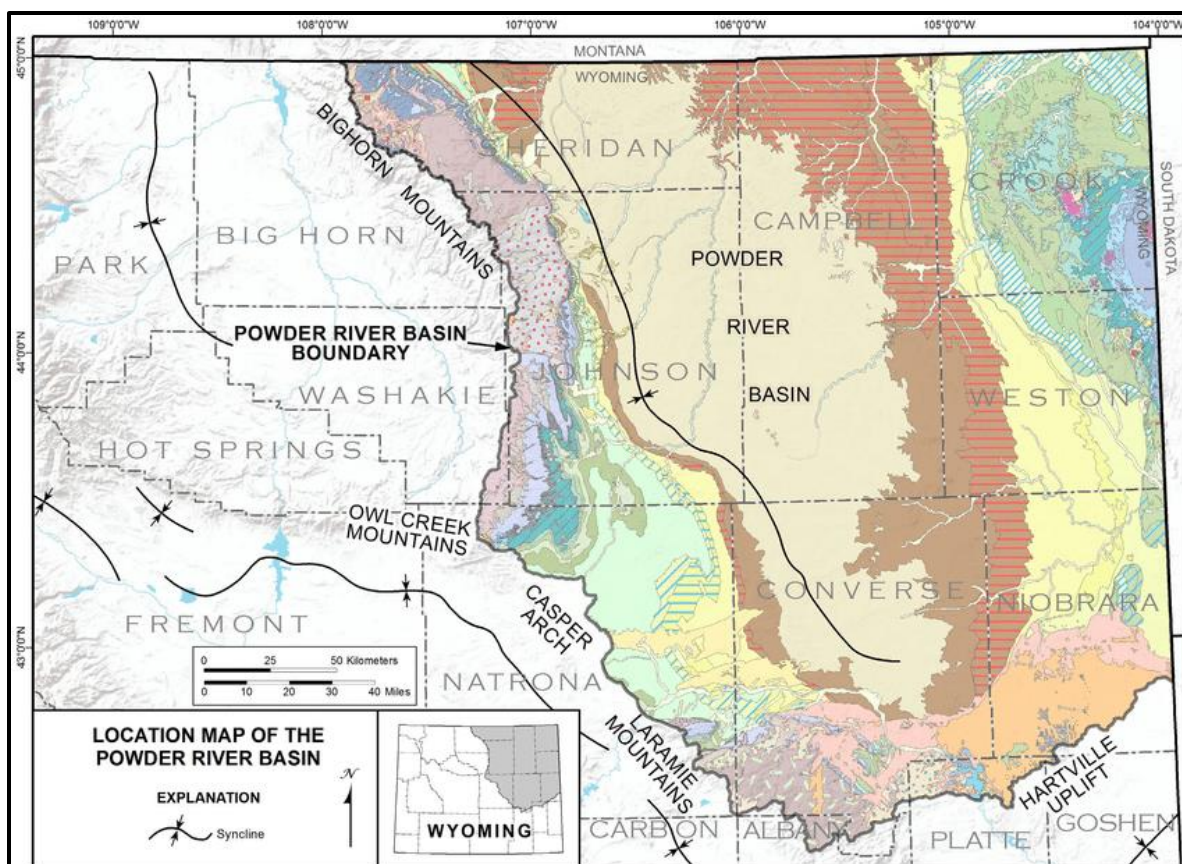 109°0'0"W
108°0'0"W
107°0'0"W
106°0'0"W
105°0'0"W
104°0'0"W
45°0'0"N
44°0'0"N
43°0'0"N
MONTANA
WYOMING
SOUTH DAKOTA
WYOMING
BIGHORN MOUNTAINS
SHERIDAN
CROOK
CAMPBELL
BIG HORN
PARK
POWDER
RIVER
BASIN
POWDER RIVER BASIN
BOUNDARY
JOHNSON
WASHAKIE
WESTON
HOT SPRINGS
OWL CREEK
MOUNTAINS
CONVERSE
NIOBRARA
CASPER
ARCH
FREMONT
NATRONA
0 25 50 Kilometers
0 10 20 30 40 Miles
LARAMIE
MOUNTAINS
HARTVILLE
UPLIFT
CARBON
ALBANY
PLATTE
GOSHEN
LOCATION MAP OF THE
POWDER RIVER BASIN
EXPLANATION
Syncline
N
WYOMING